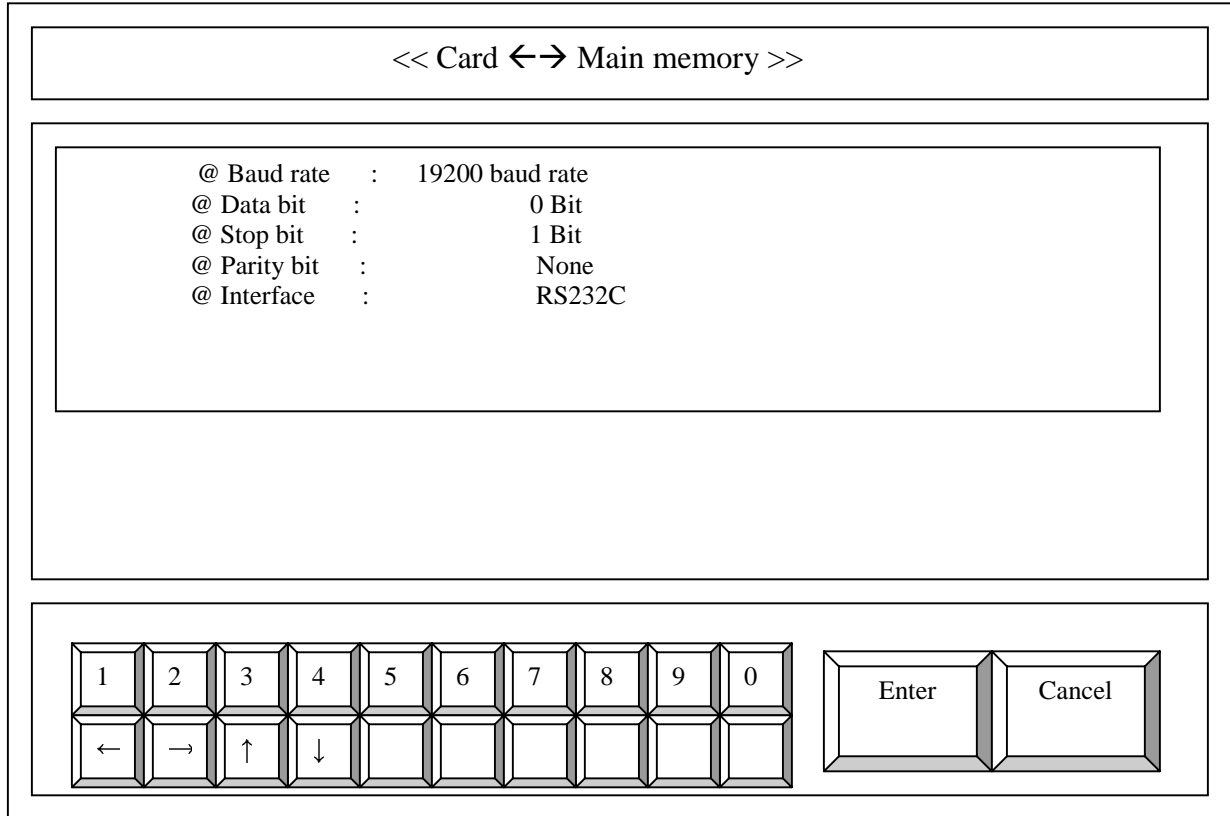 << Card ←→ Main memory >>
@ Baud rate : 19200 baud rate
@ Data bit : 0 Bit
@ Stop bit : 1 Bit
@ Parity bit : None
@ Interface : RS232C
1 2 3 4 5 6 7 8 9 0
Enter Cancel
← → ↑ ↓